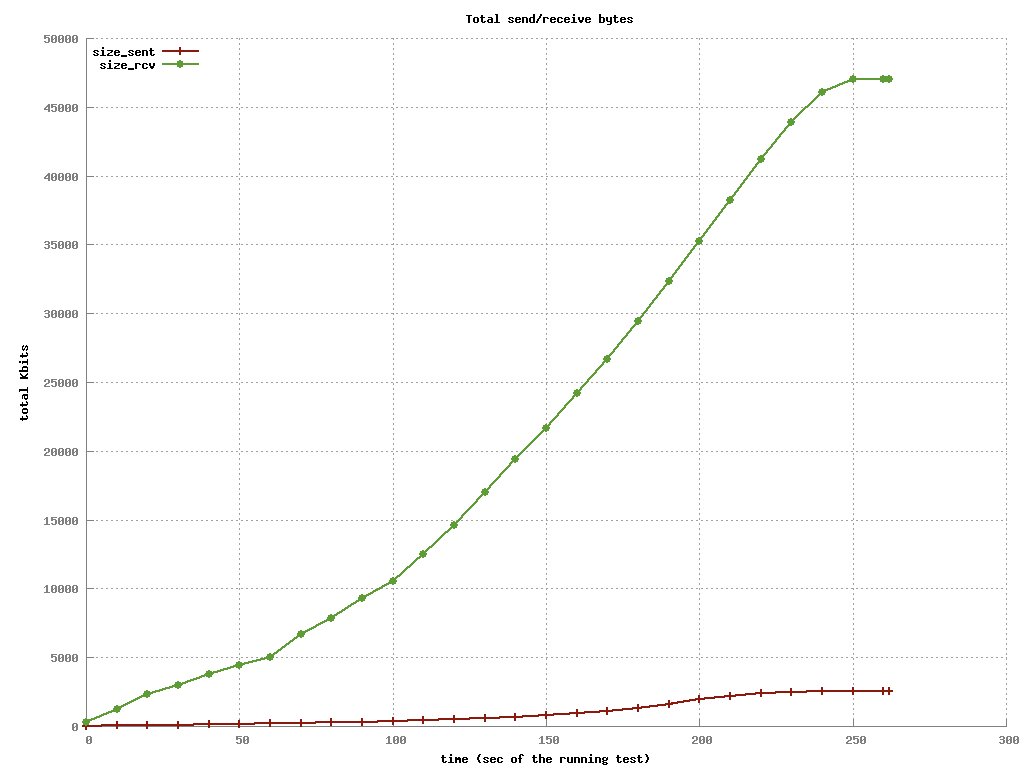 Total send/receive bytes
50000
size_sent
size_rcv
45000
40000
35000
30000
25000
total Kbits
20000
15000
10000
5000
0
0 50 100 150 200 250 300
time (sec of the running test)